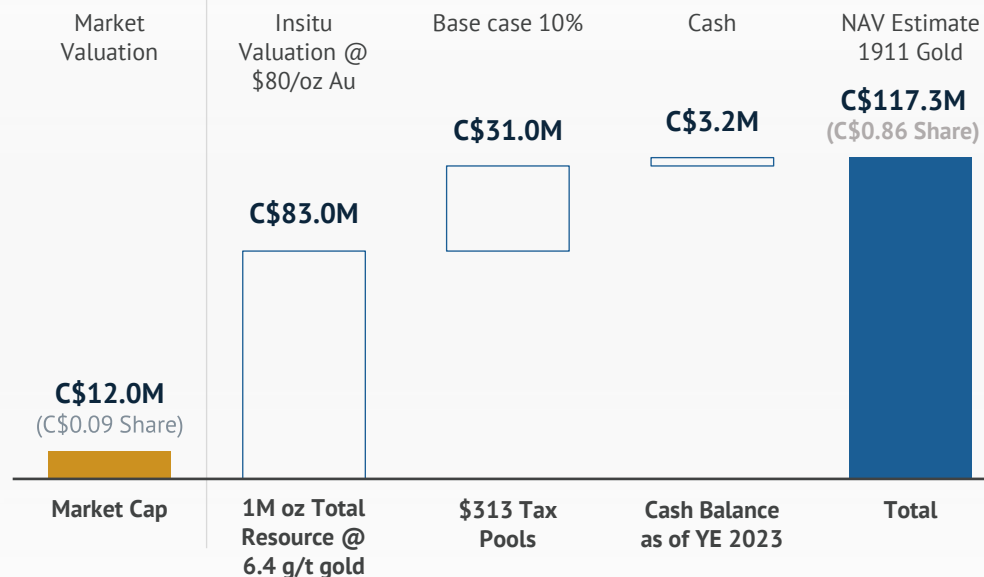 Market
Valuation
Insitu
Valuation @
$80/oz Au
Base case 10%
Cash
NAV Estimate
1911 Gold
C$12.0M
(C$0.09 Share)
C$83.0M
C$31.0M
C$3.2M
C$117.3M
(C$0.86 Share)
Market Cap
1M oz Total
Resource @
6.4 g/t gold
$313 Tax
Pools
Cash Balance
as of YE 2023
Total